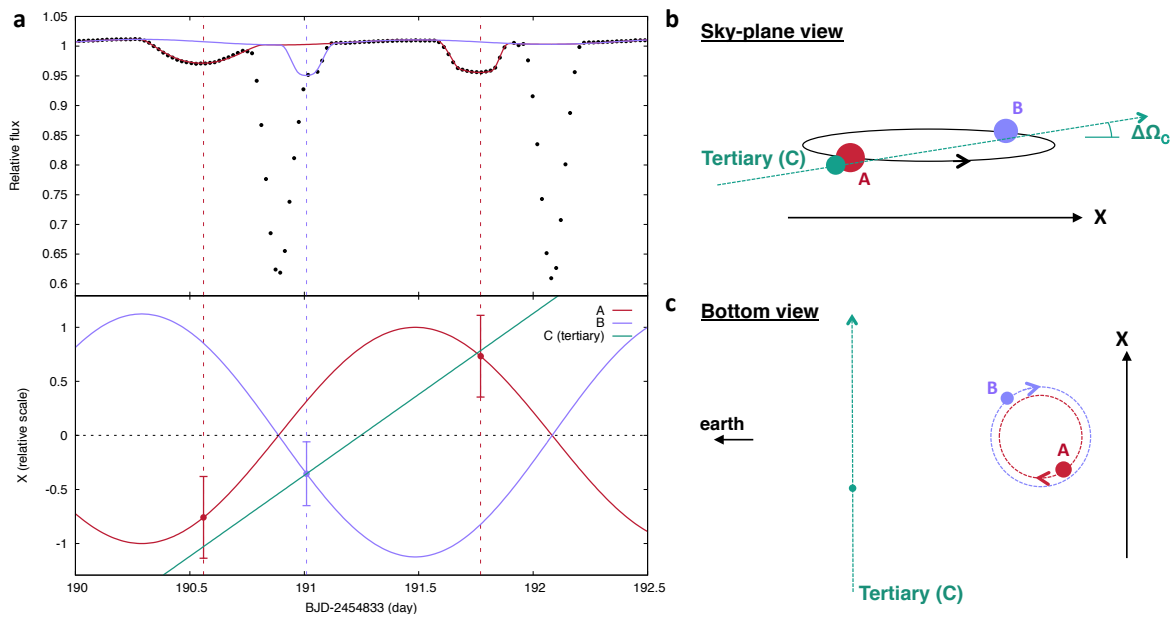 a
Relative flux
1.05
1
0.95
0.9
0.85
0.8
0.75
0.7
0.65
0.6
X (relative scale)
1
0.5
0
-0.5
-1
A
B
C (tertiary)
190
190.5
191
191.5
192
192.5
BJD-2454833 (day)
b
Sky-plane view
B
ΔΩC
Tertiary (C)
A
X
c
Bottom view
X
B
earth
A
Tertiary (C)